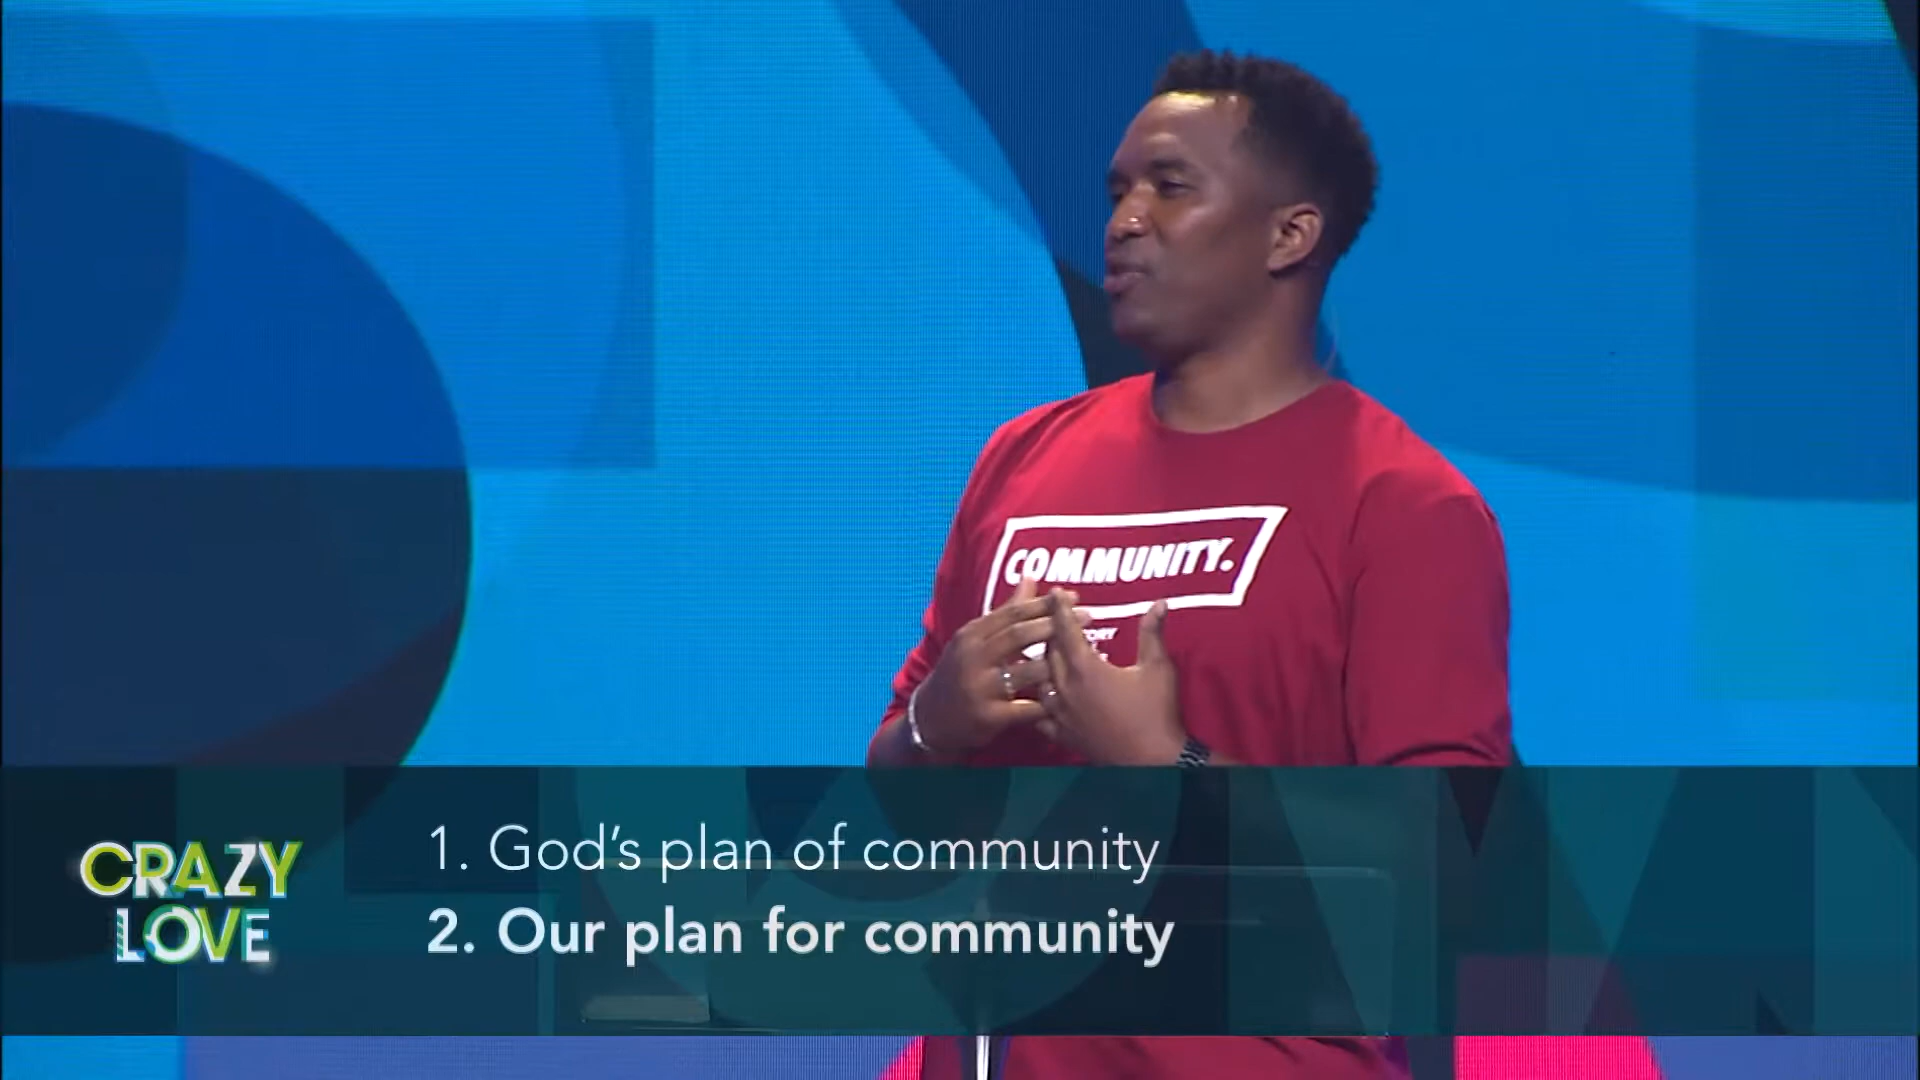 COMMUNITY.
CRAZY
LOVE
1. God's plan of community
2. Our plan for community